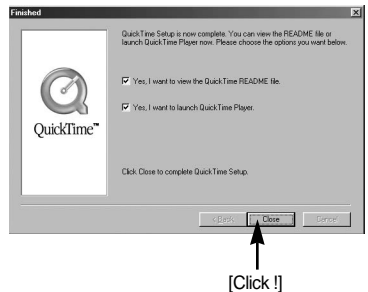 Finished
QuickTime Setup is now complete. You can view the README file or
launch QuickTime Player now. Please choose the options you want below.
Yes, I want to view the QuickTime README file.
Yes, I want to launch QuickTime Player.
QuickTime™
Click Close to complete QuickTime Setup.
< Back
Close
Cancel
[Click !]